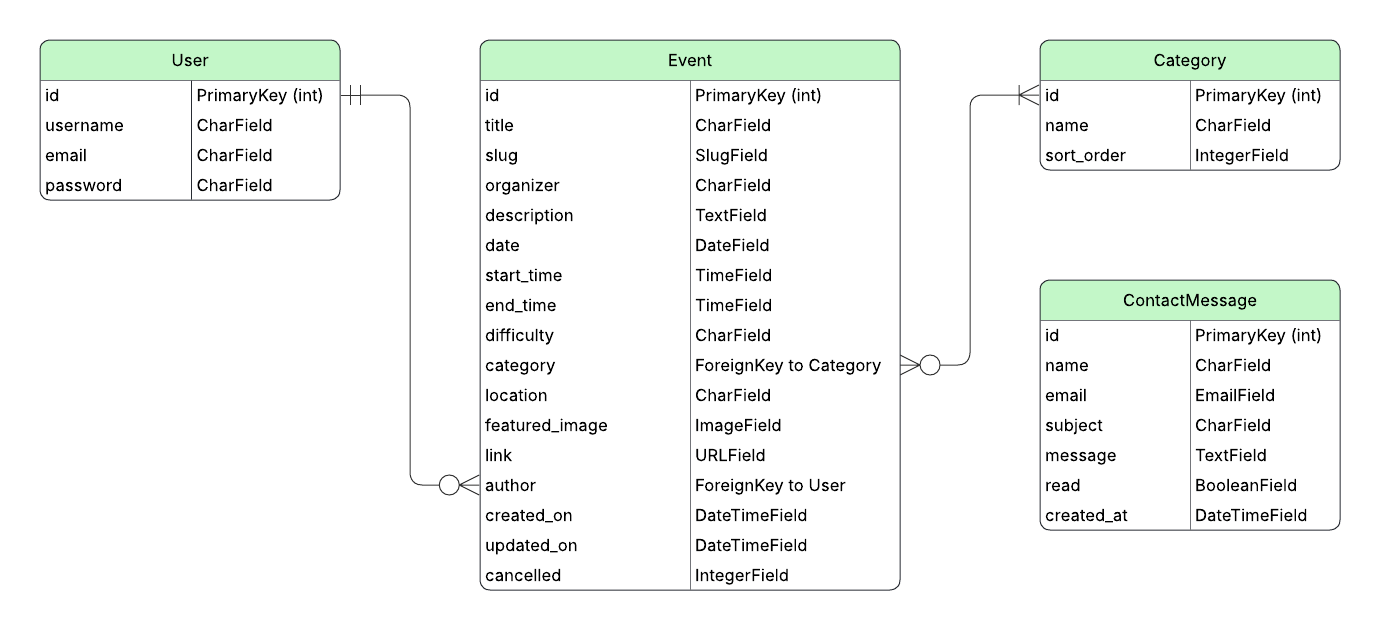 User
id PrimaryKey (int)
username CharField
email CharField
password CharField
Event
id PrimaryKey (int)
title CharField
slug SlugField
organizer CharField
description TextField
date DateField
start_time TimeField
end_time TimeField
difficulty CharField
category ForeignKey to Category
location CharField
featured_image ImageField
link URLField
author ForeignKey to User
created_on DateTimeField
updated_on DateTimeField
cancelled IntegerField
Category
id PrimaryKey (int)
name CharField
sort_order IntegerField
ContactMessage
id PrimaryKey (int)
name CharField
email EmailField
subject CharField
message TextField
read BooleanField
created_at DateTimeField